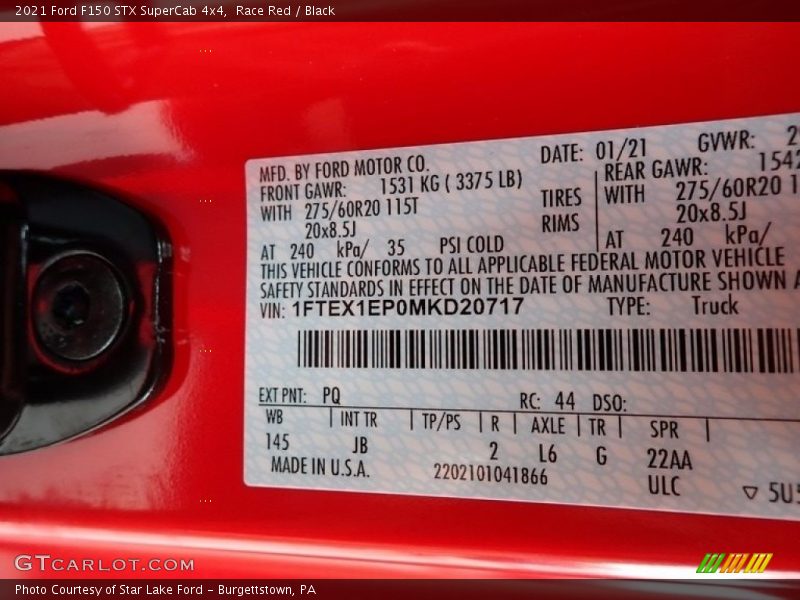 2021 Ford F150 STX SuperCab 4x4, Race Red / Black
MFD. BY FORD MOTOR CO. DATE: 01/21 GVWR:
FRONT GAWR: 1531 KG ( 3375 LB) REAR GAWR:
WITH 275/60R20 115T TIRES WITH 275/60R20
20x8.5J RIMS 20x8.5J
AT 240 kPa/ 35 PSI COLD AT 240 kPa/
THIS VEHICLE CONFORMS TO ALL APPLICABLE FEDERAL MOTOR VEHICLE
SAFETY STANDARDS IN EFFECT ON THE DATE OF MANUFACTURE SHOWN
VIN: 1FTEX1EP0MKD20717 TYPE: Truck
EXT PNT: PQ RC: 44 DSO:
WB INT TR TP/PS R AXLE TR SPR
145 JB 2 L6 G 22AA
MADE IN U.S.A. 2202101041866 ULC
GTCARLOT.COM
Photo Courtesy of Star Lake Ford - Burgettstown, PA